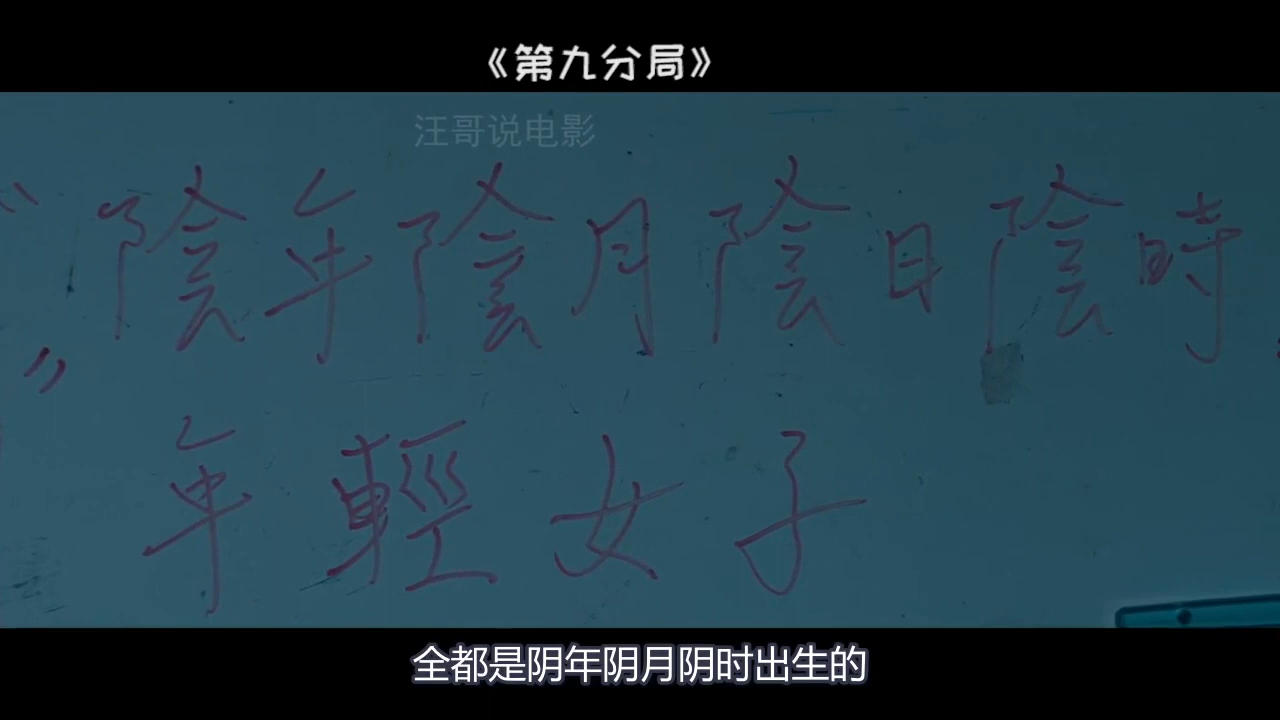 《第九分局》
汪哥说电影
陰年陰月陰日陰時
年輕女子
全都是阴年阴月阴时出生的